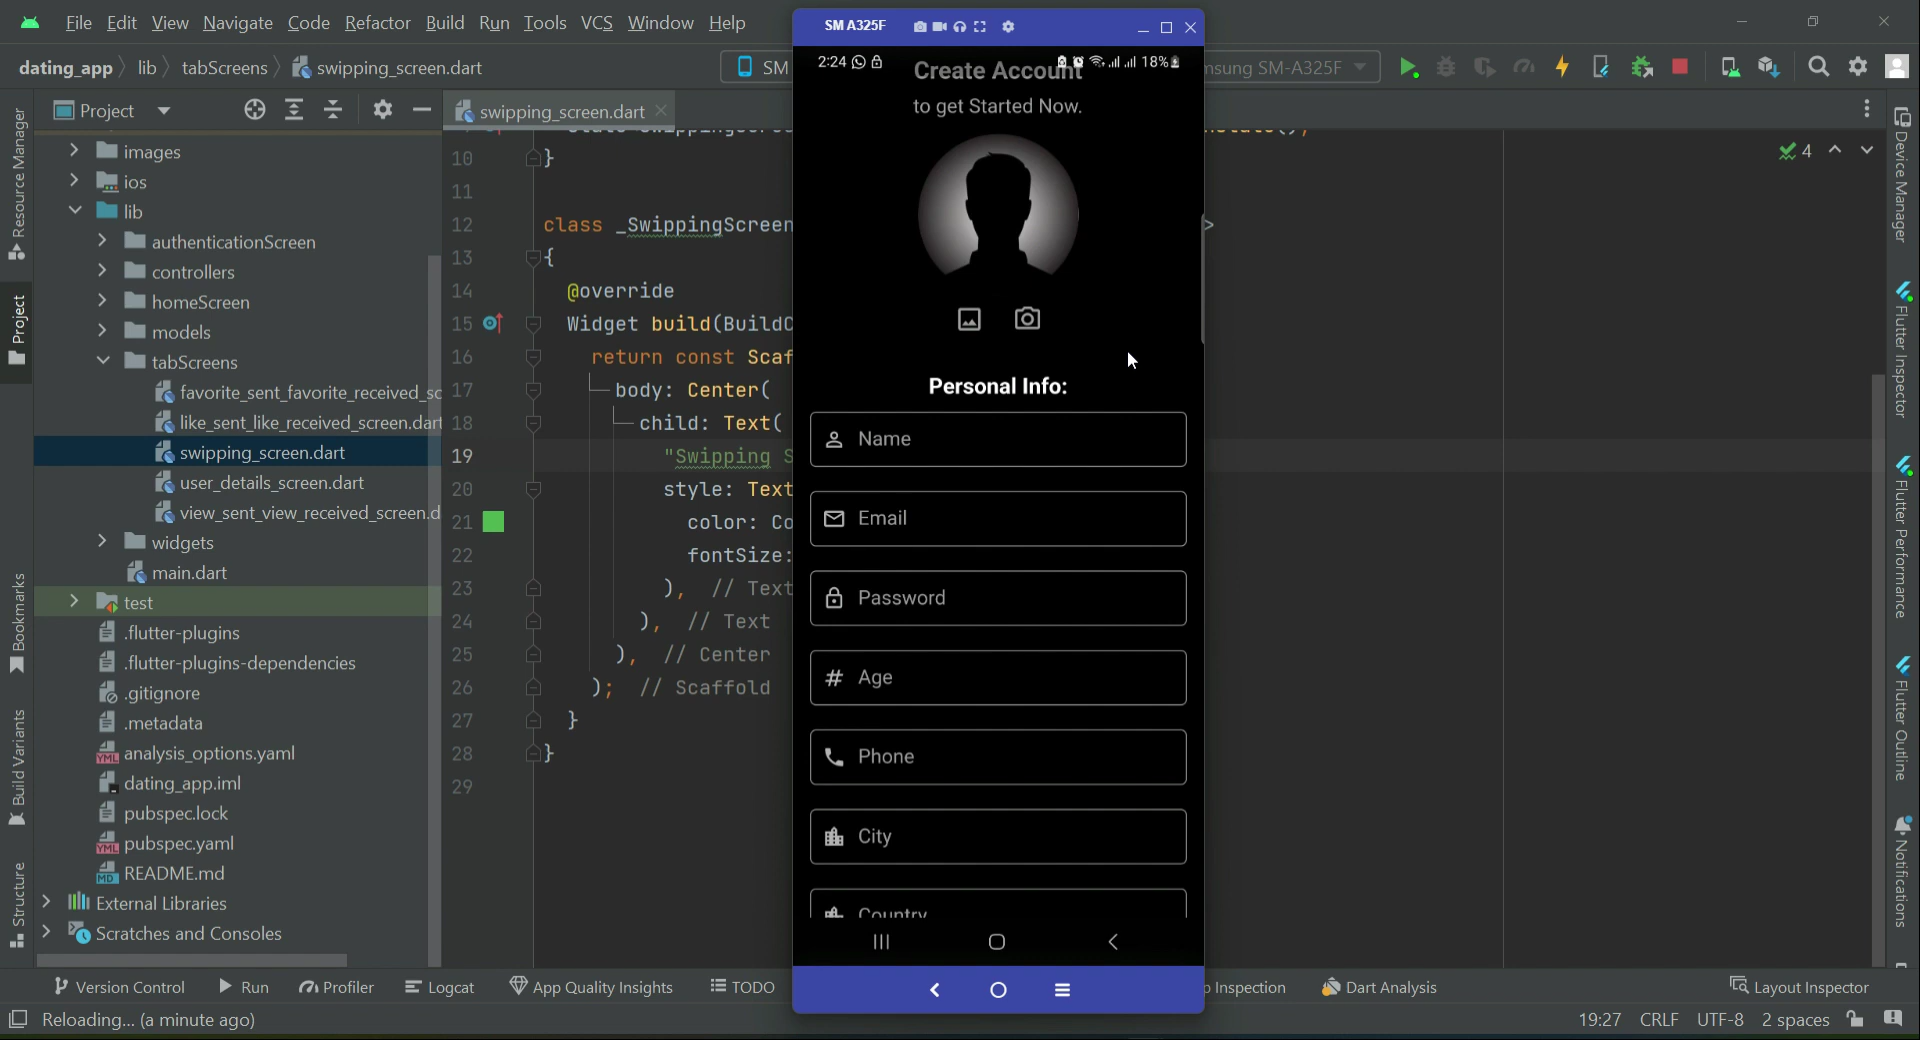 File Edit View Navigate Code Refactor Build Run Tools VCS Window Help
dating_app lib tabScreens swipping_screen.dart
SM
sung SM-A325F
Project
swipping_screen.dart
images
ios
lib
authenticationScreen
controllers
homeScreen
models
tabScreens
favorite_sent_favorite_received_sc
like_sent_like_received_screen.dart
swipping_screen.dart
user_details_screen.dart
view_sent_view_received_screen.d
widgets
main.dart
test
.flutter-plugins
.flutter-plugins-dependencies
.gitignore
.metadata
analysis_options.yaml
dating_app.iml
pubspec.lock
pubspec.yaml
README.md
External Libraries
Scratches and Consoles
Resource Manager
Project
Bookmarks
Build Variants
Structure
10 }
11
12 class _SwippingScreen >
13 {
14 @override
15 Widget build(BuildC
16 return const Scaf
17 body: Center(
18 child: Text(
19 "Swipping S
20 style: Text
21 color: Co
22 fontSize:
23 ), // Text
24 ), // Text
25 ), // Center
26 ); // Scaffold
27 }
28 }
29
4
SM A325F
2:24 18%
Create Account
to get Started Now.
Personal Info:
Name
Email
Password
# Age
Phone
City
Country
Device Manager
Flutter Inspector
Flutter Performance
Flutter Outline
Notifications
Version Control Run Profiler Logcat App Quality Insights TODO p Inspection Dart Analysis Layout Inspector
Reloading... (a minute ago) 19:27 CRLF UTF-8 2 spaces